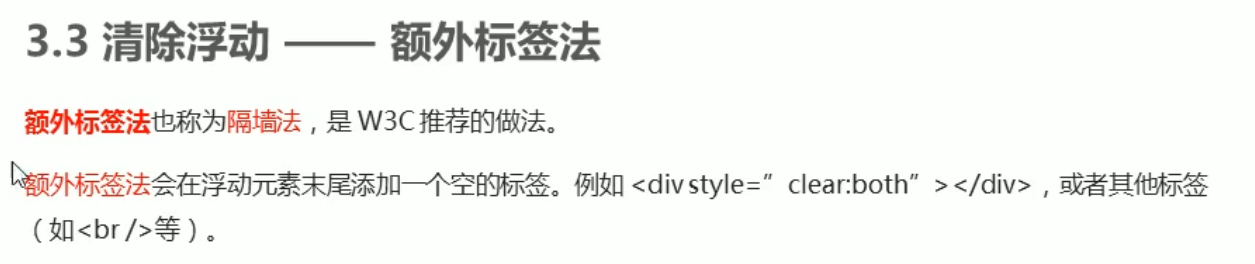 3.3 清除浮动 —— 额外标签法
额外标签法也称为隔墙法，是 W3C 推荐的做法。
额外标签法会在浮动元素末尾添加一个空的标签。例如 <div style=”clear:both”></div>，或者其他标签
（如<br />等）。